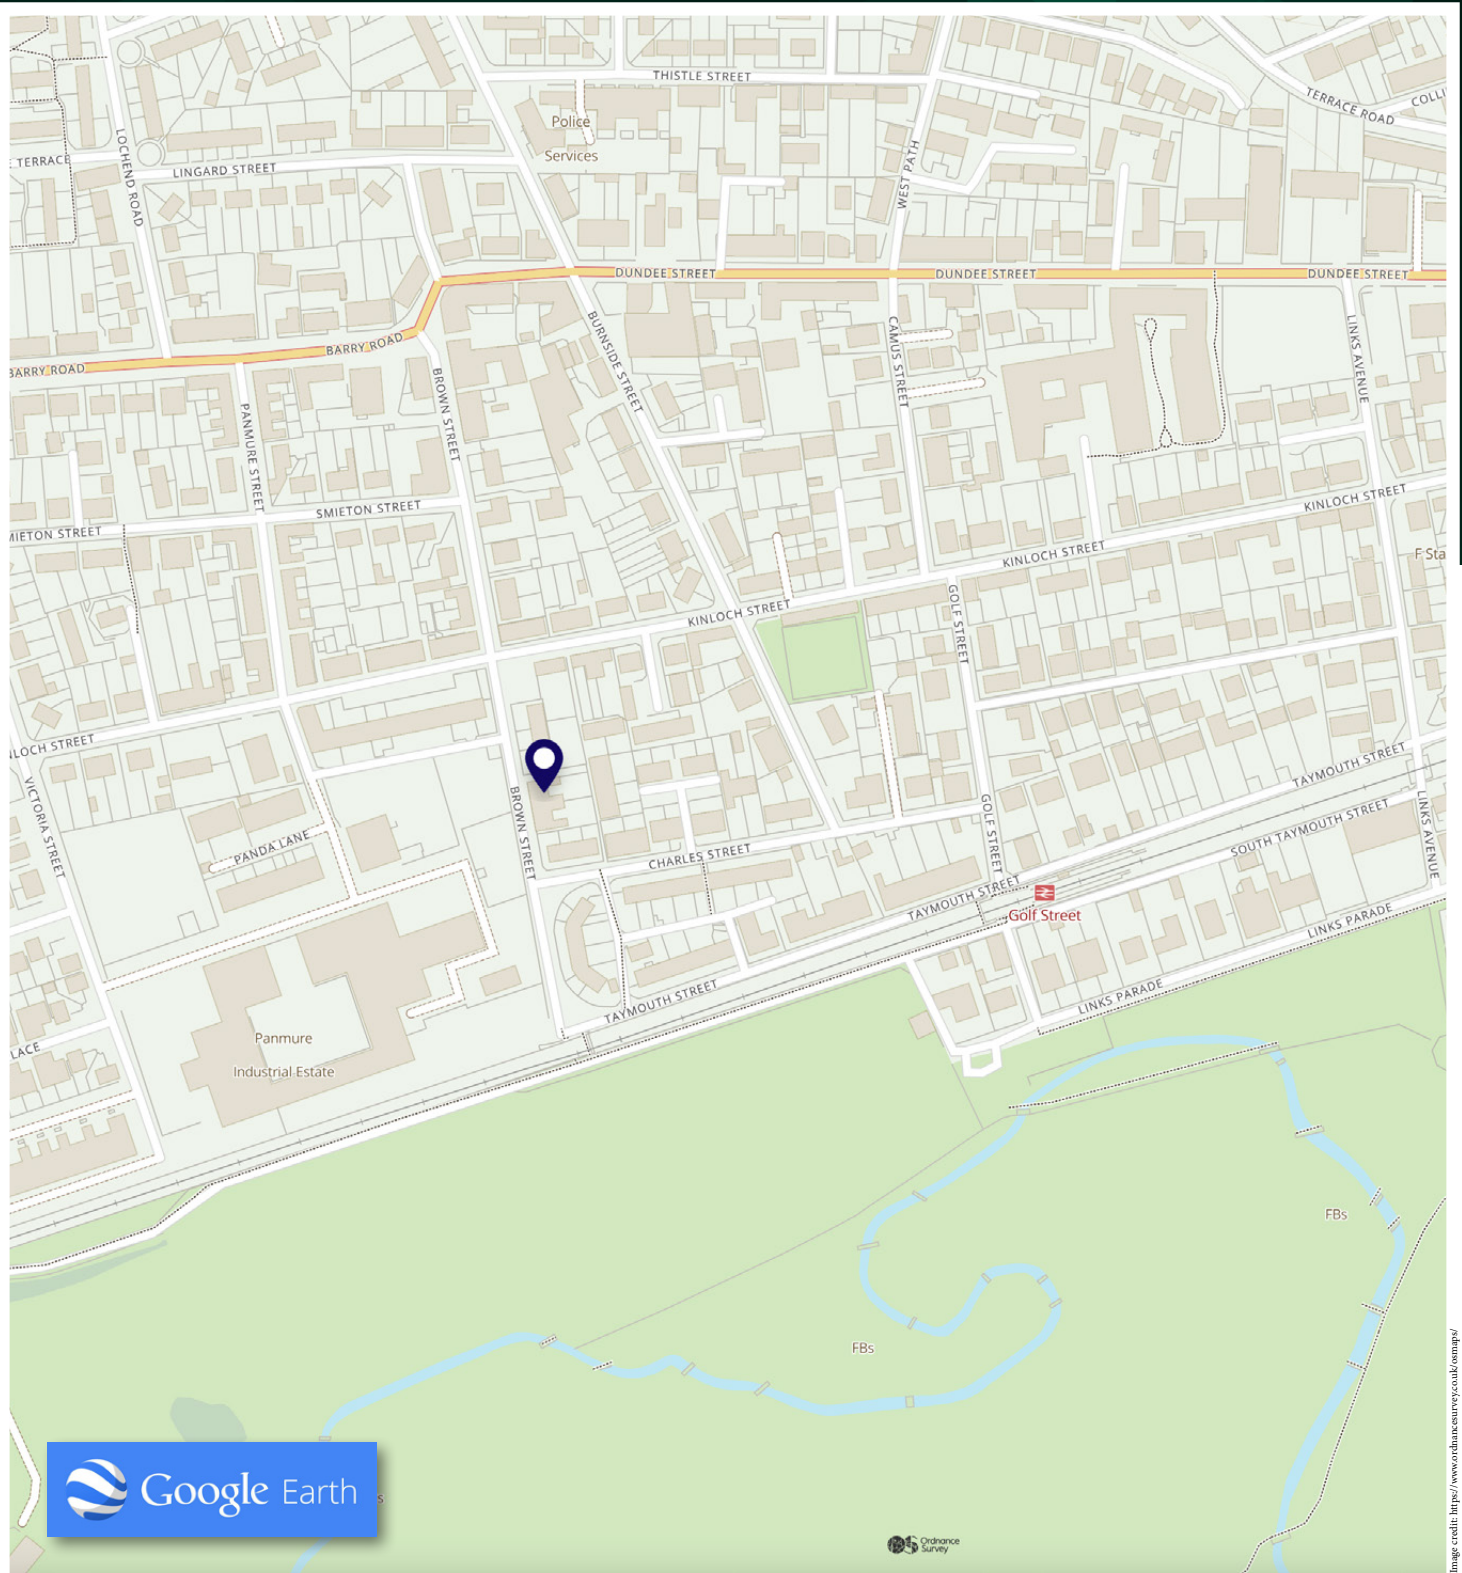 THISTLE STREET
TERRACE ROAD
COLLI
Police
Services
LOCHEND ROAD
TERRACE
LINGARD STREET
WEST PATH
DUNDEE STREET
DUNDEE STREET
DUNDEE STREET
BURNSIDE STREET
CAMUS STREET
LINKS AVENUE
BARRY ROAD
BARRY ROAD
BROWN STREET
PANMURE STREET
SMIETON STREET
MIETON STREET
KINLOCH STREET
KINLOCH STREET
F Sta
KINLOCH STREET
GOLF STREET
NLOCH STREET
VICTORIA STREET
TAYMOUTH STREET
BROWN STREET
GOLF STREET
LINKS AVENUE
SOUTH TAYMOUTH STREET
PANDA LANE
CHARLES STREET
TAYMOUTH STREET
Golf Street
LINKS PARADE
TAYMOUTH STREET
LINKS PARADE
LACE
Panmure
Industrial Estate
FBs
FBs
Google Earth
s
Ordnance
Survey
Image credit: https://www.ordnancesurvey.co.uk/osmaps/